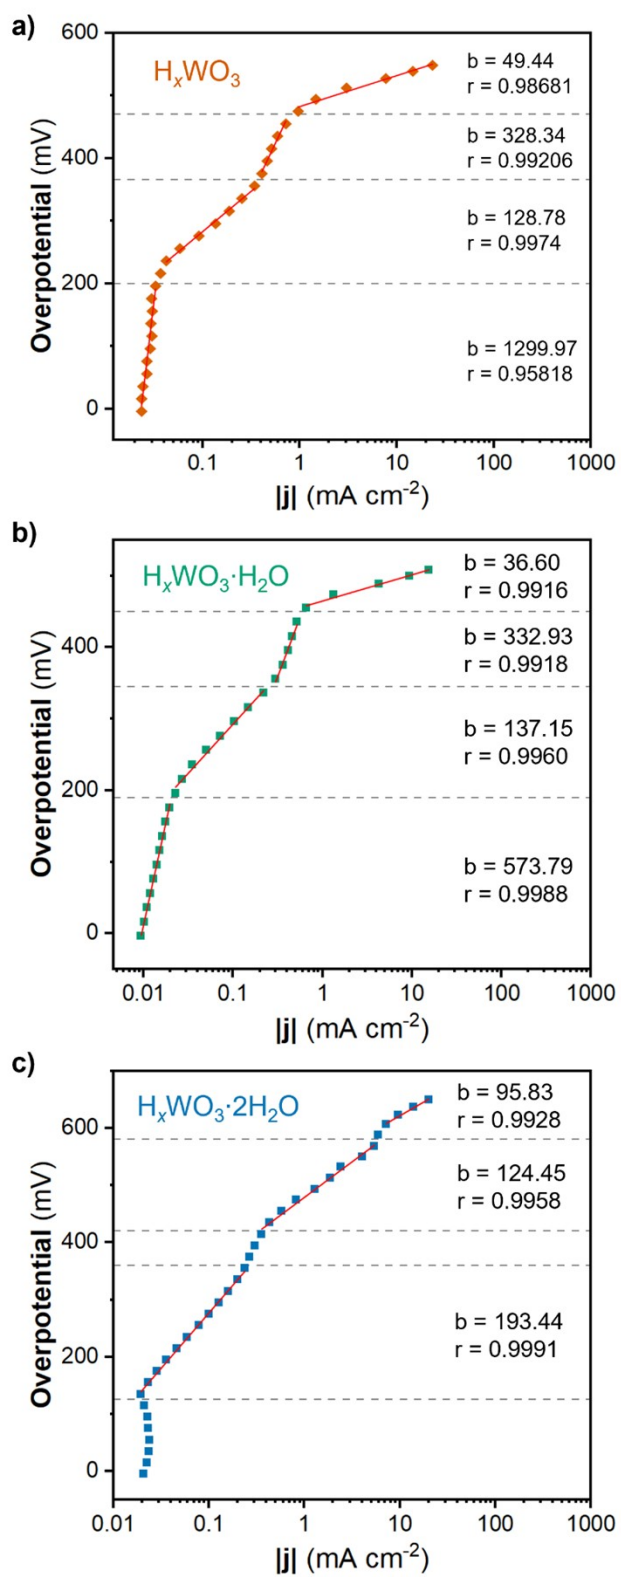 a)
600
400
200
0
Overpotential (mV)
HₓWO₃
b = 49.44
r = 0.98681
b = 328.34
r = 0.99206
b = 128.78
r = 0.9974
b = 1299.97
r = 0.95818
0.1 1 10 100 1000
|j| (mA cm⁻²)
b)
400
200
0
Overpotential (mV)
HₓWO₃·H₂O
b = 36.60
r = 0.9916
b = 332.93
r = 0.9918
b = 137.15
r = 0.9960
b = 573.79
r = 0.9988
0.01 0.1 1 10 100 1000
|j| (mA cm⁻²)
c)
600
400
200
0
Overpotential (mV)
HₓWO₃·2H₂O
b = 95.83
r = 0.9928
b = 124.45
r = 0.9958
b = 193.44
r = 0.9991
0.01 0.1 1 10 100 1000
|j| (mA cm⁻²)